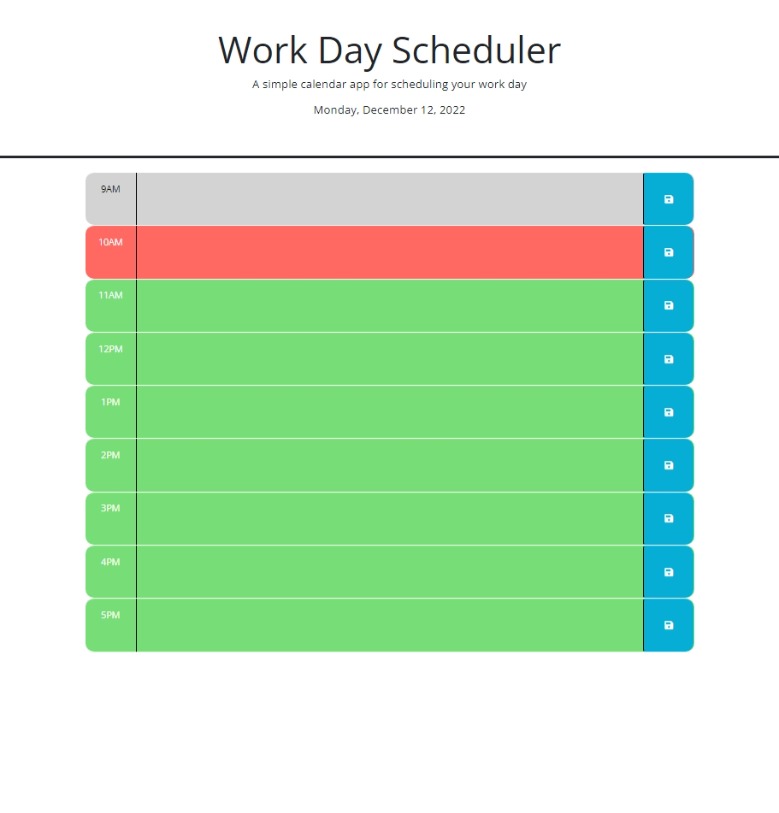 Work Day Scheduler
A simple calendar app for scheduling your work day
Monday, December 12, 2022
9AM
10AM
11AM
12PM
1PM
2PM
3PM
4PM
5PM